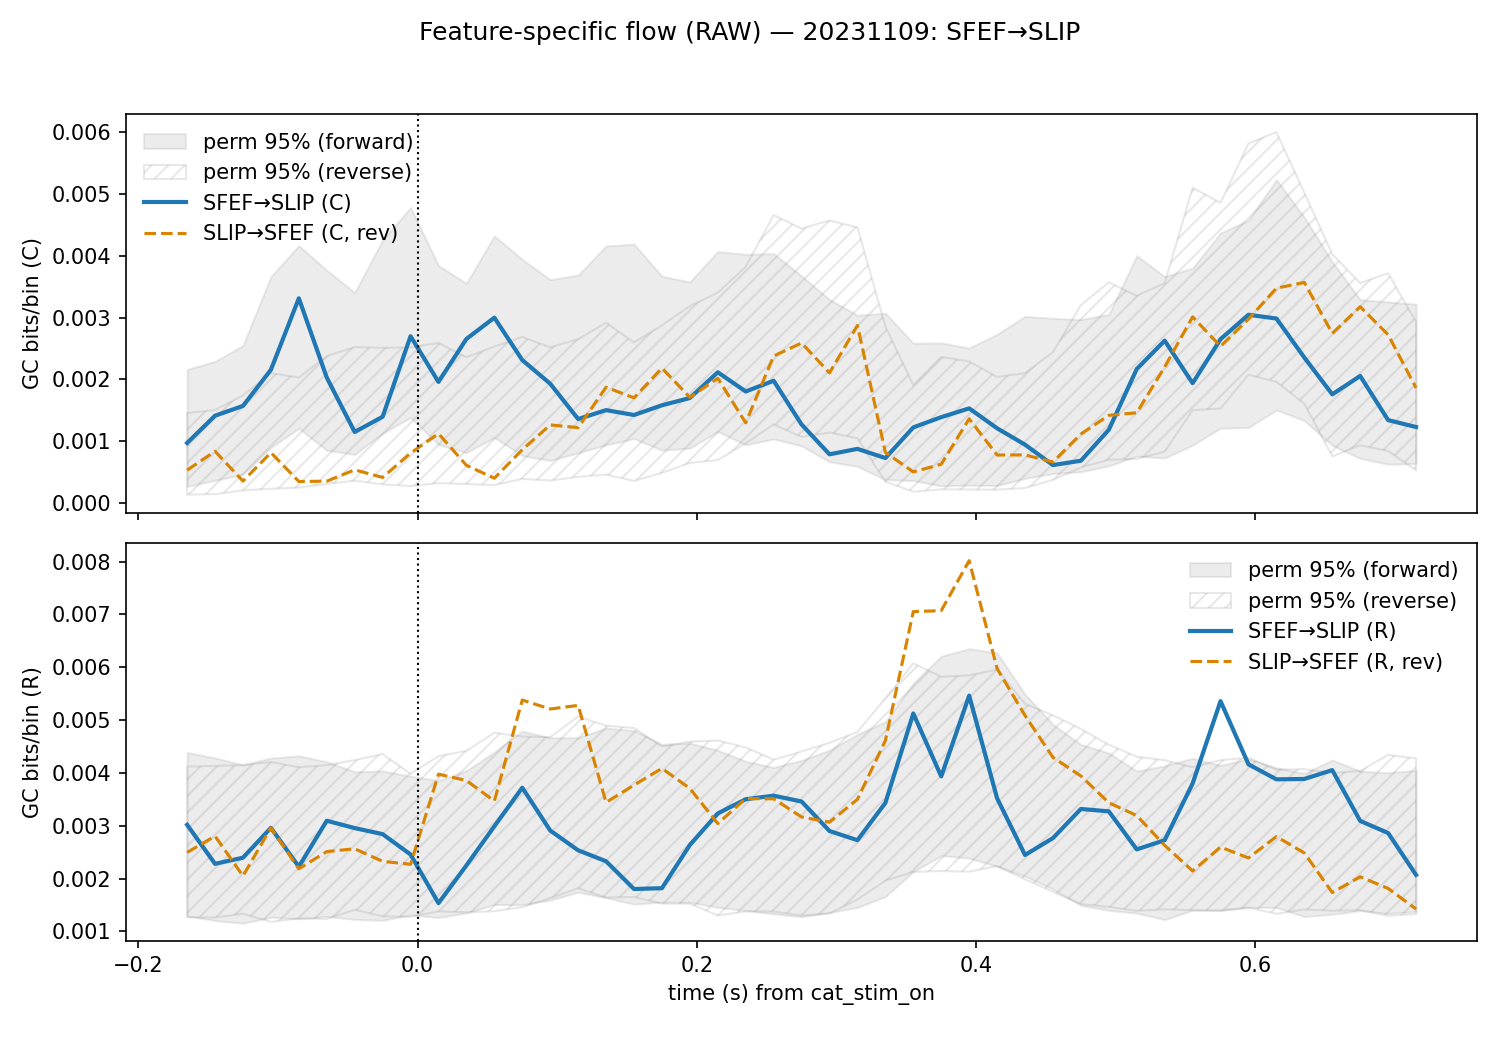 Feature-specific flow (RAW) — 20231109: SFEF→SLIP
GC bits/bin (C)
0.006
0.005
0.004
0.003
0.002
0.001
0.000
perm 95% (forward)
perm 95% (reverse)
SFEF→SLIP (C)
SLIP→SFEF (C, rev)
GC bits/bin (R)
0.008
0.007
0.006
0.005
0.004
0.003
0.002
0.001
perm 95% (forward)
perm 95% (reverse)
SFEF→SLIP (R)
SLIP→SFEF (R, rev)
−0.2 0.0 0.2 0.4 0.6
time (s) from cat_stim_on